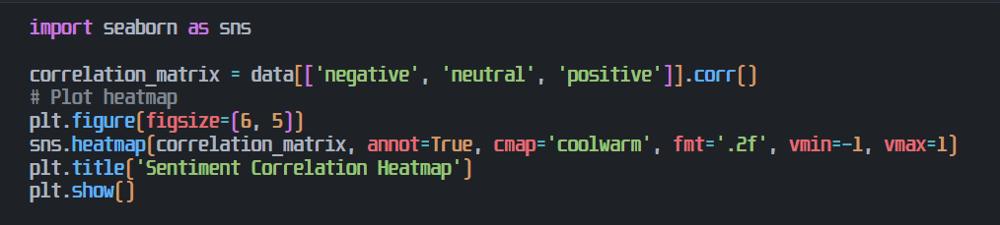 import seaborn as sns
correlation_matrix = data[['negative', 'neutral', 'positive']].corr()
# Plot heatmap
plt.figure(figsize=(6, 5))
sns.heatmap(correlation_matrix, annot=True, cmap='coolwarm', fmt='.2f', vmin=-1, vmax=1)
plt.title('Sentiment Correlation Heatmap')
plt.show()